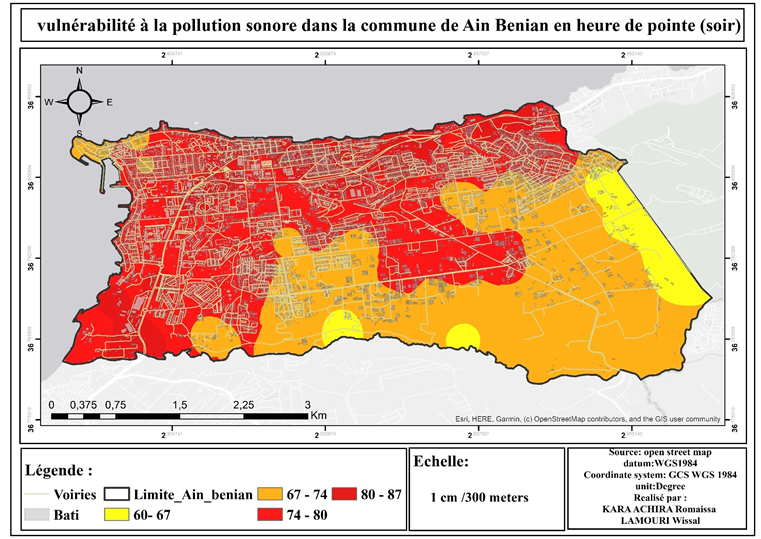 vulnérabilité à la pollution sonore dans la commune de Ain Benian en heure de pointe (soir)
N
W E
S
0 0,375 0,75 1,5 2,25 3
Km
Esri, HERE, Garmin, (c) OpenStreetMap contributors, and the GIS user community
Légende :
Voiries Limite_Ain_benian 67 - 74 80 - 87
Bati 60- 67 74 - 80
Echelle:
1 cm /300 meters
Source: open street map
datum:WGS1984
Coordinate system: GCS WGS 1984
unit:Degree
Realisé par :
KARA ACHIRA Romaissa
LAMOURI Wissal